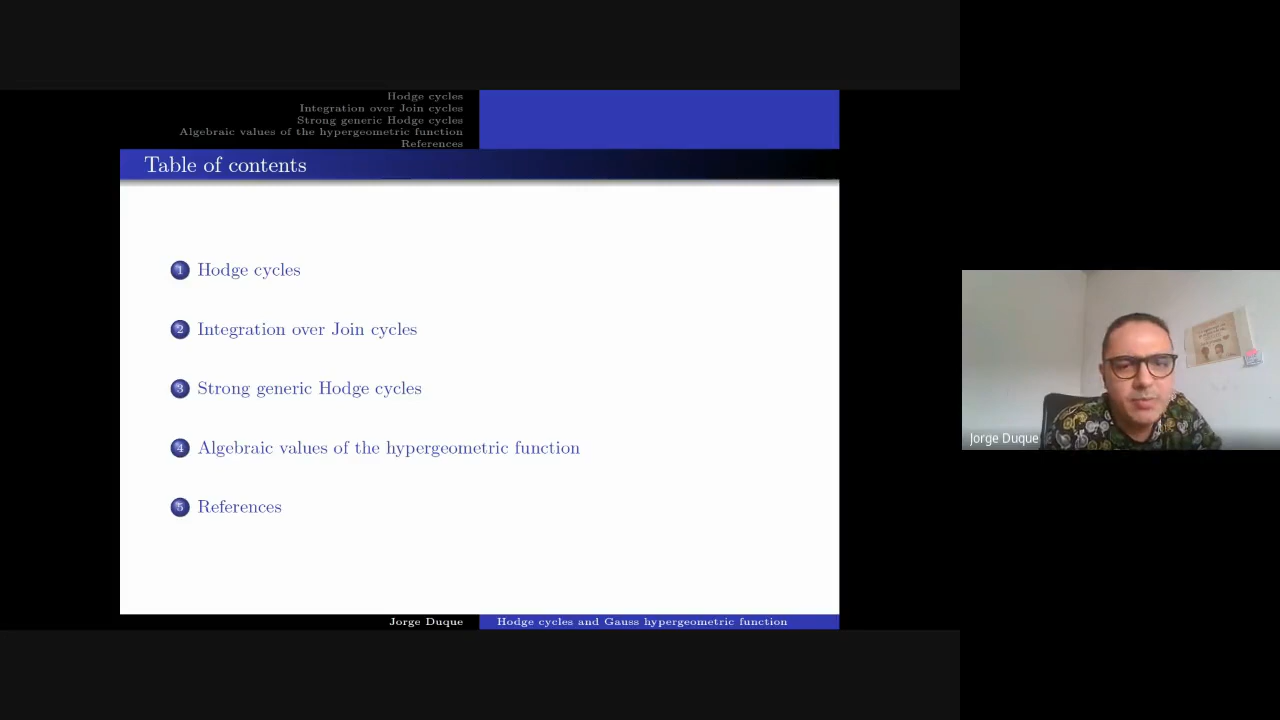 Hodge cycles
Integration over Join cycles
Strong generic Hodge cycles
Algebraic values of the hypergeometric function
References
Table of contents
1 Hodge cycles
2 Integration over Join cycles
3 Strong generic Hodge cycles
4 Algebraic values of the hypergeometric function
5 References
Jorge Duque
Hodge cycles and Gauss hypergeometric function
Jorge Duque